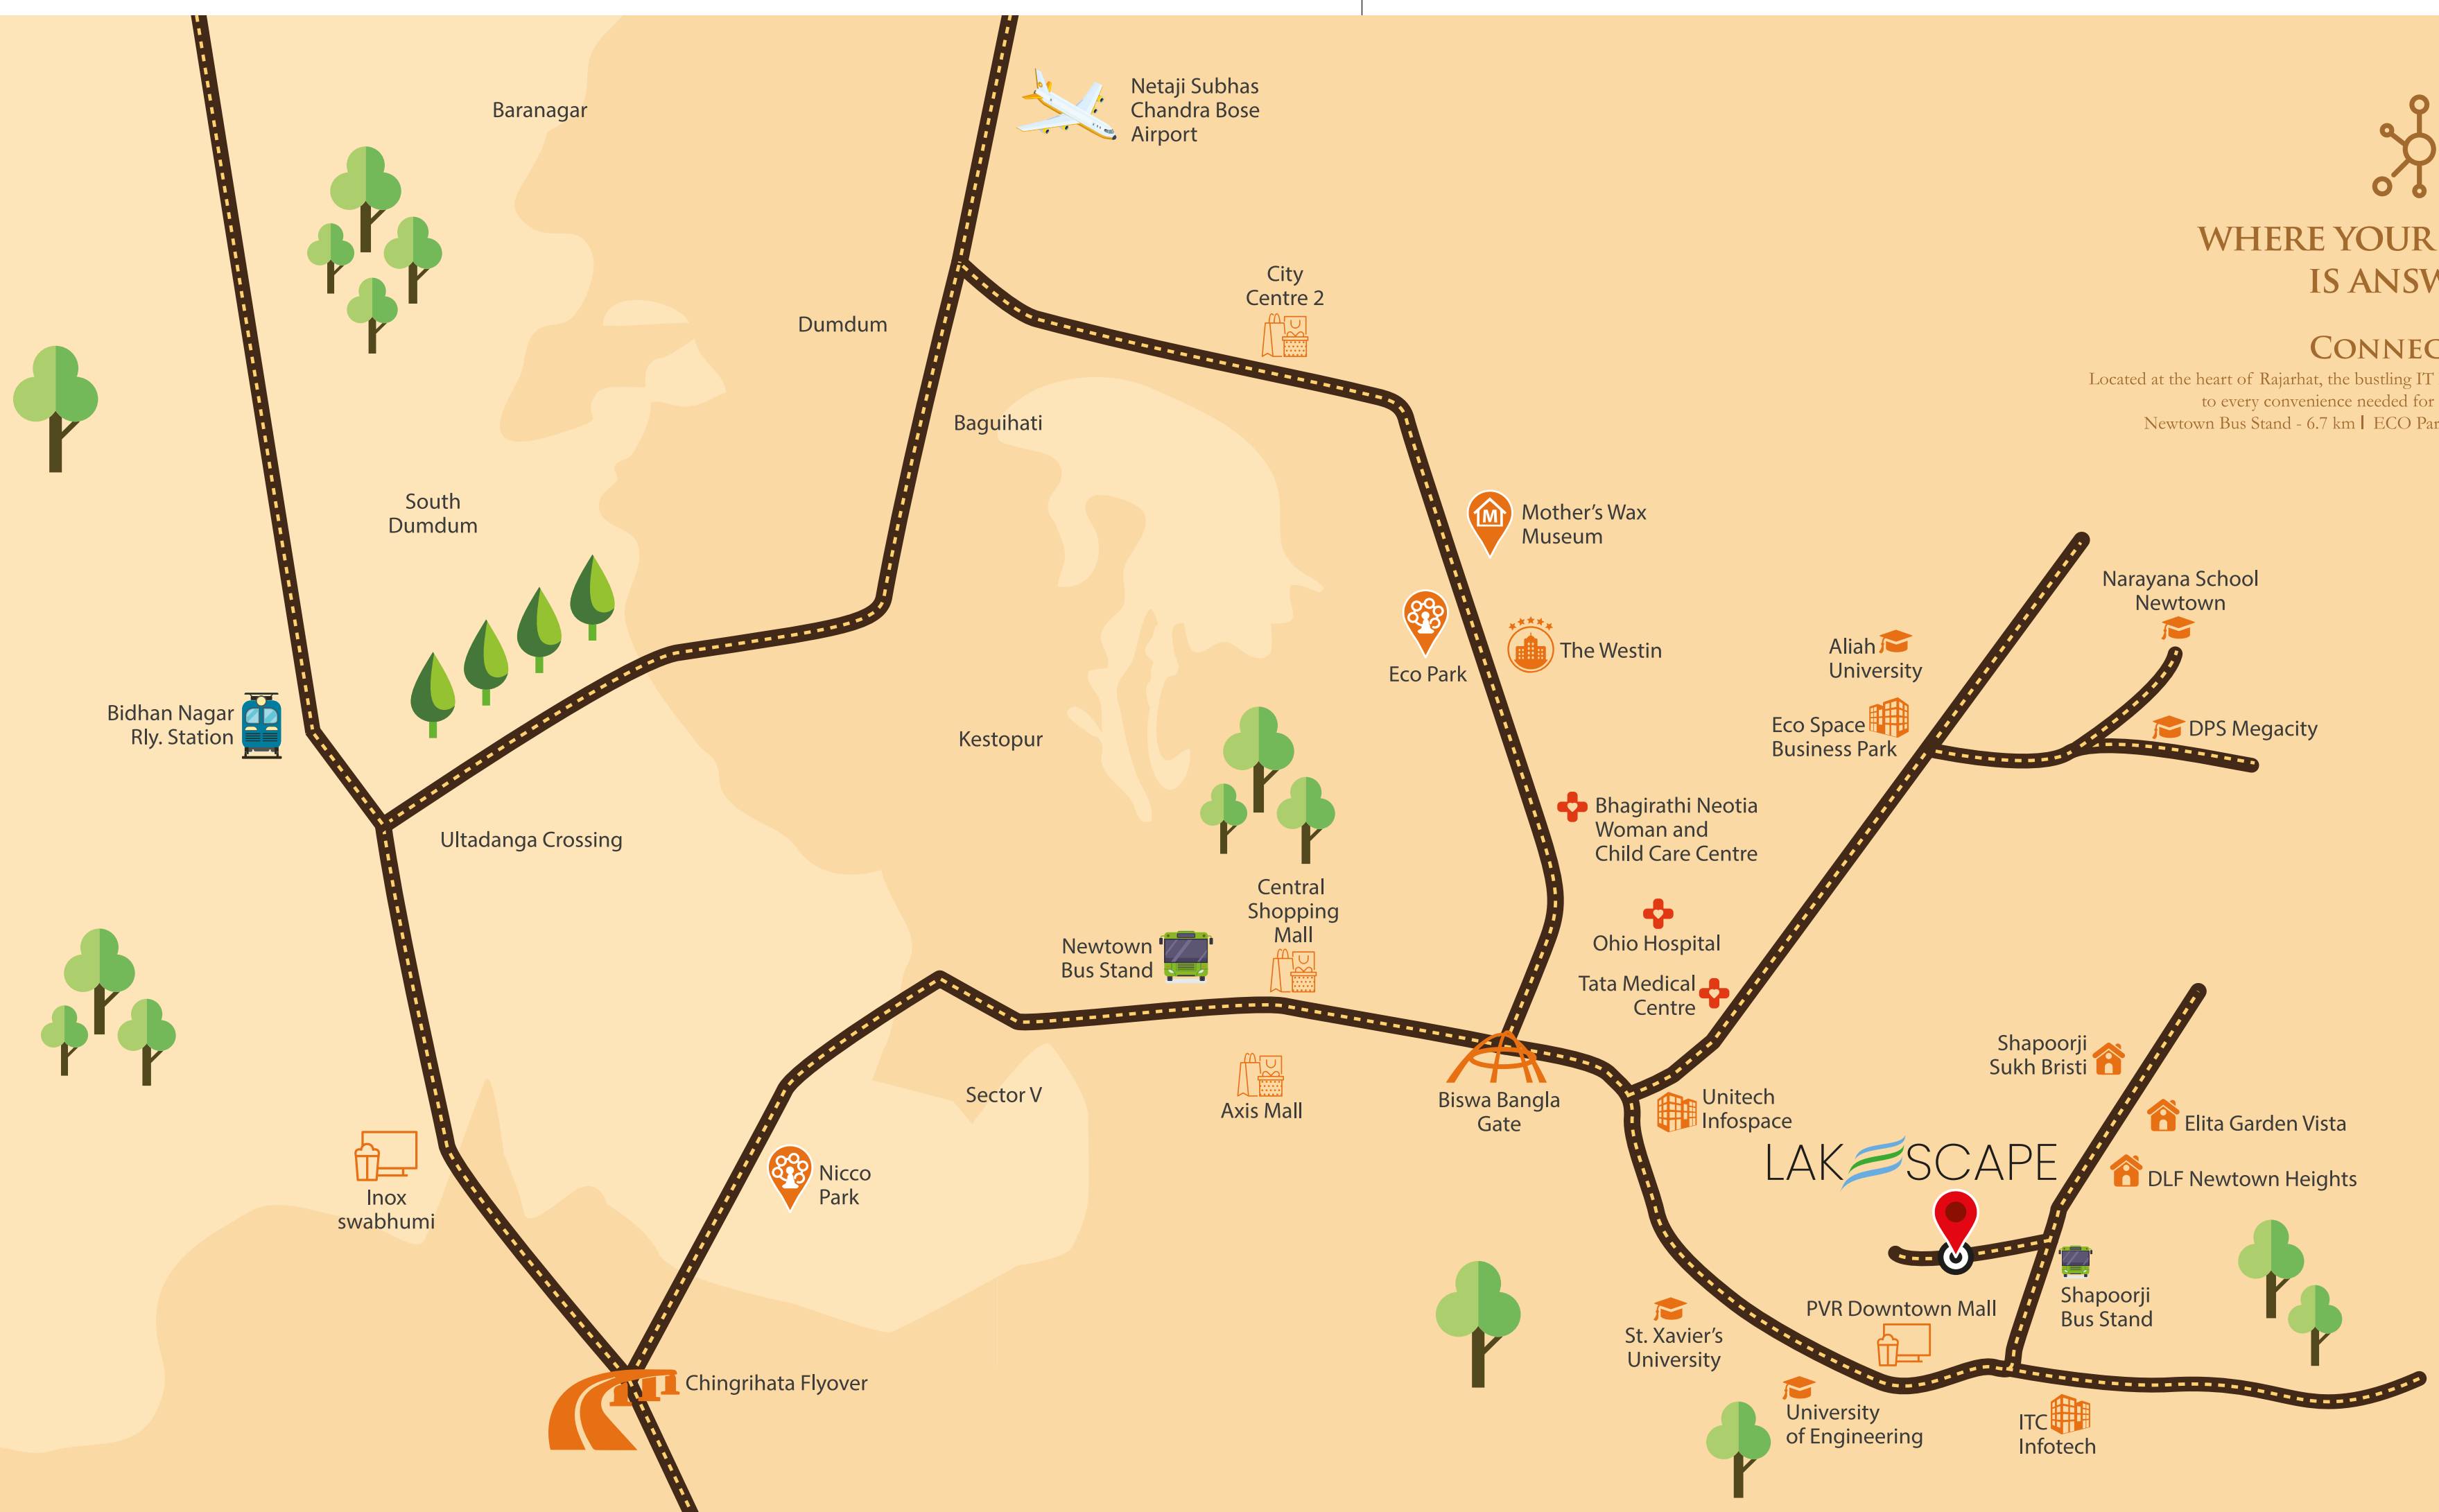 Baranagar
Netaji Subhas
Chandra Bose
Airport
WHERE YOUR
IS ANSW
CONNEC
Located at the heart of Rajarhat, the bustling IT
to every convenience needed for
Newtown Bus Stand - 6.7 km | ECO Par
City
Centre 2
Dumdum
Baguihati
South
Dumdum
Mother's Wax
Museum
M
Eco Park
The Westin
Narayana School
Newtown
Aliah
University
Eco Space
Business Park
DPS Megacity
Bidhan Nagar
Rly. Station
Kestopur
Ultadanga Crossing
Bhagirathi Neotia
Woman and
Child Care Centre
Central
Shopping
Mall
Newtown
Bus Stand
Ohio Hospital
Tata Medical
Centre
Shapoorji
Sukh Bristi
Sector V
Axis Mall
Biswa Bangla
Gate
Unitech
Infospace
Elita Garden Vista
LAKESCAPE
DLF Newtown Heights
Nicco
Park
Inox
swabhumi
Shapoorji
Bus Stand
PVR Downtown Mall
St. Xavier's
University
Chingrihata Flyover
University
of Engineering
ITC
Infotech